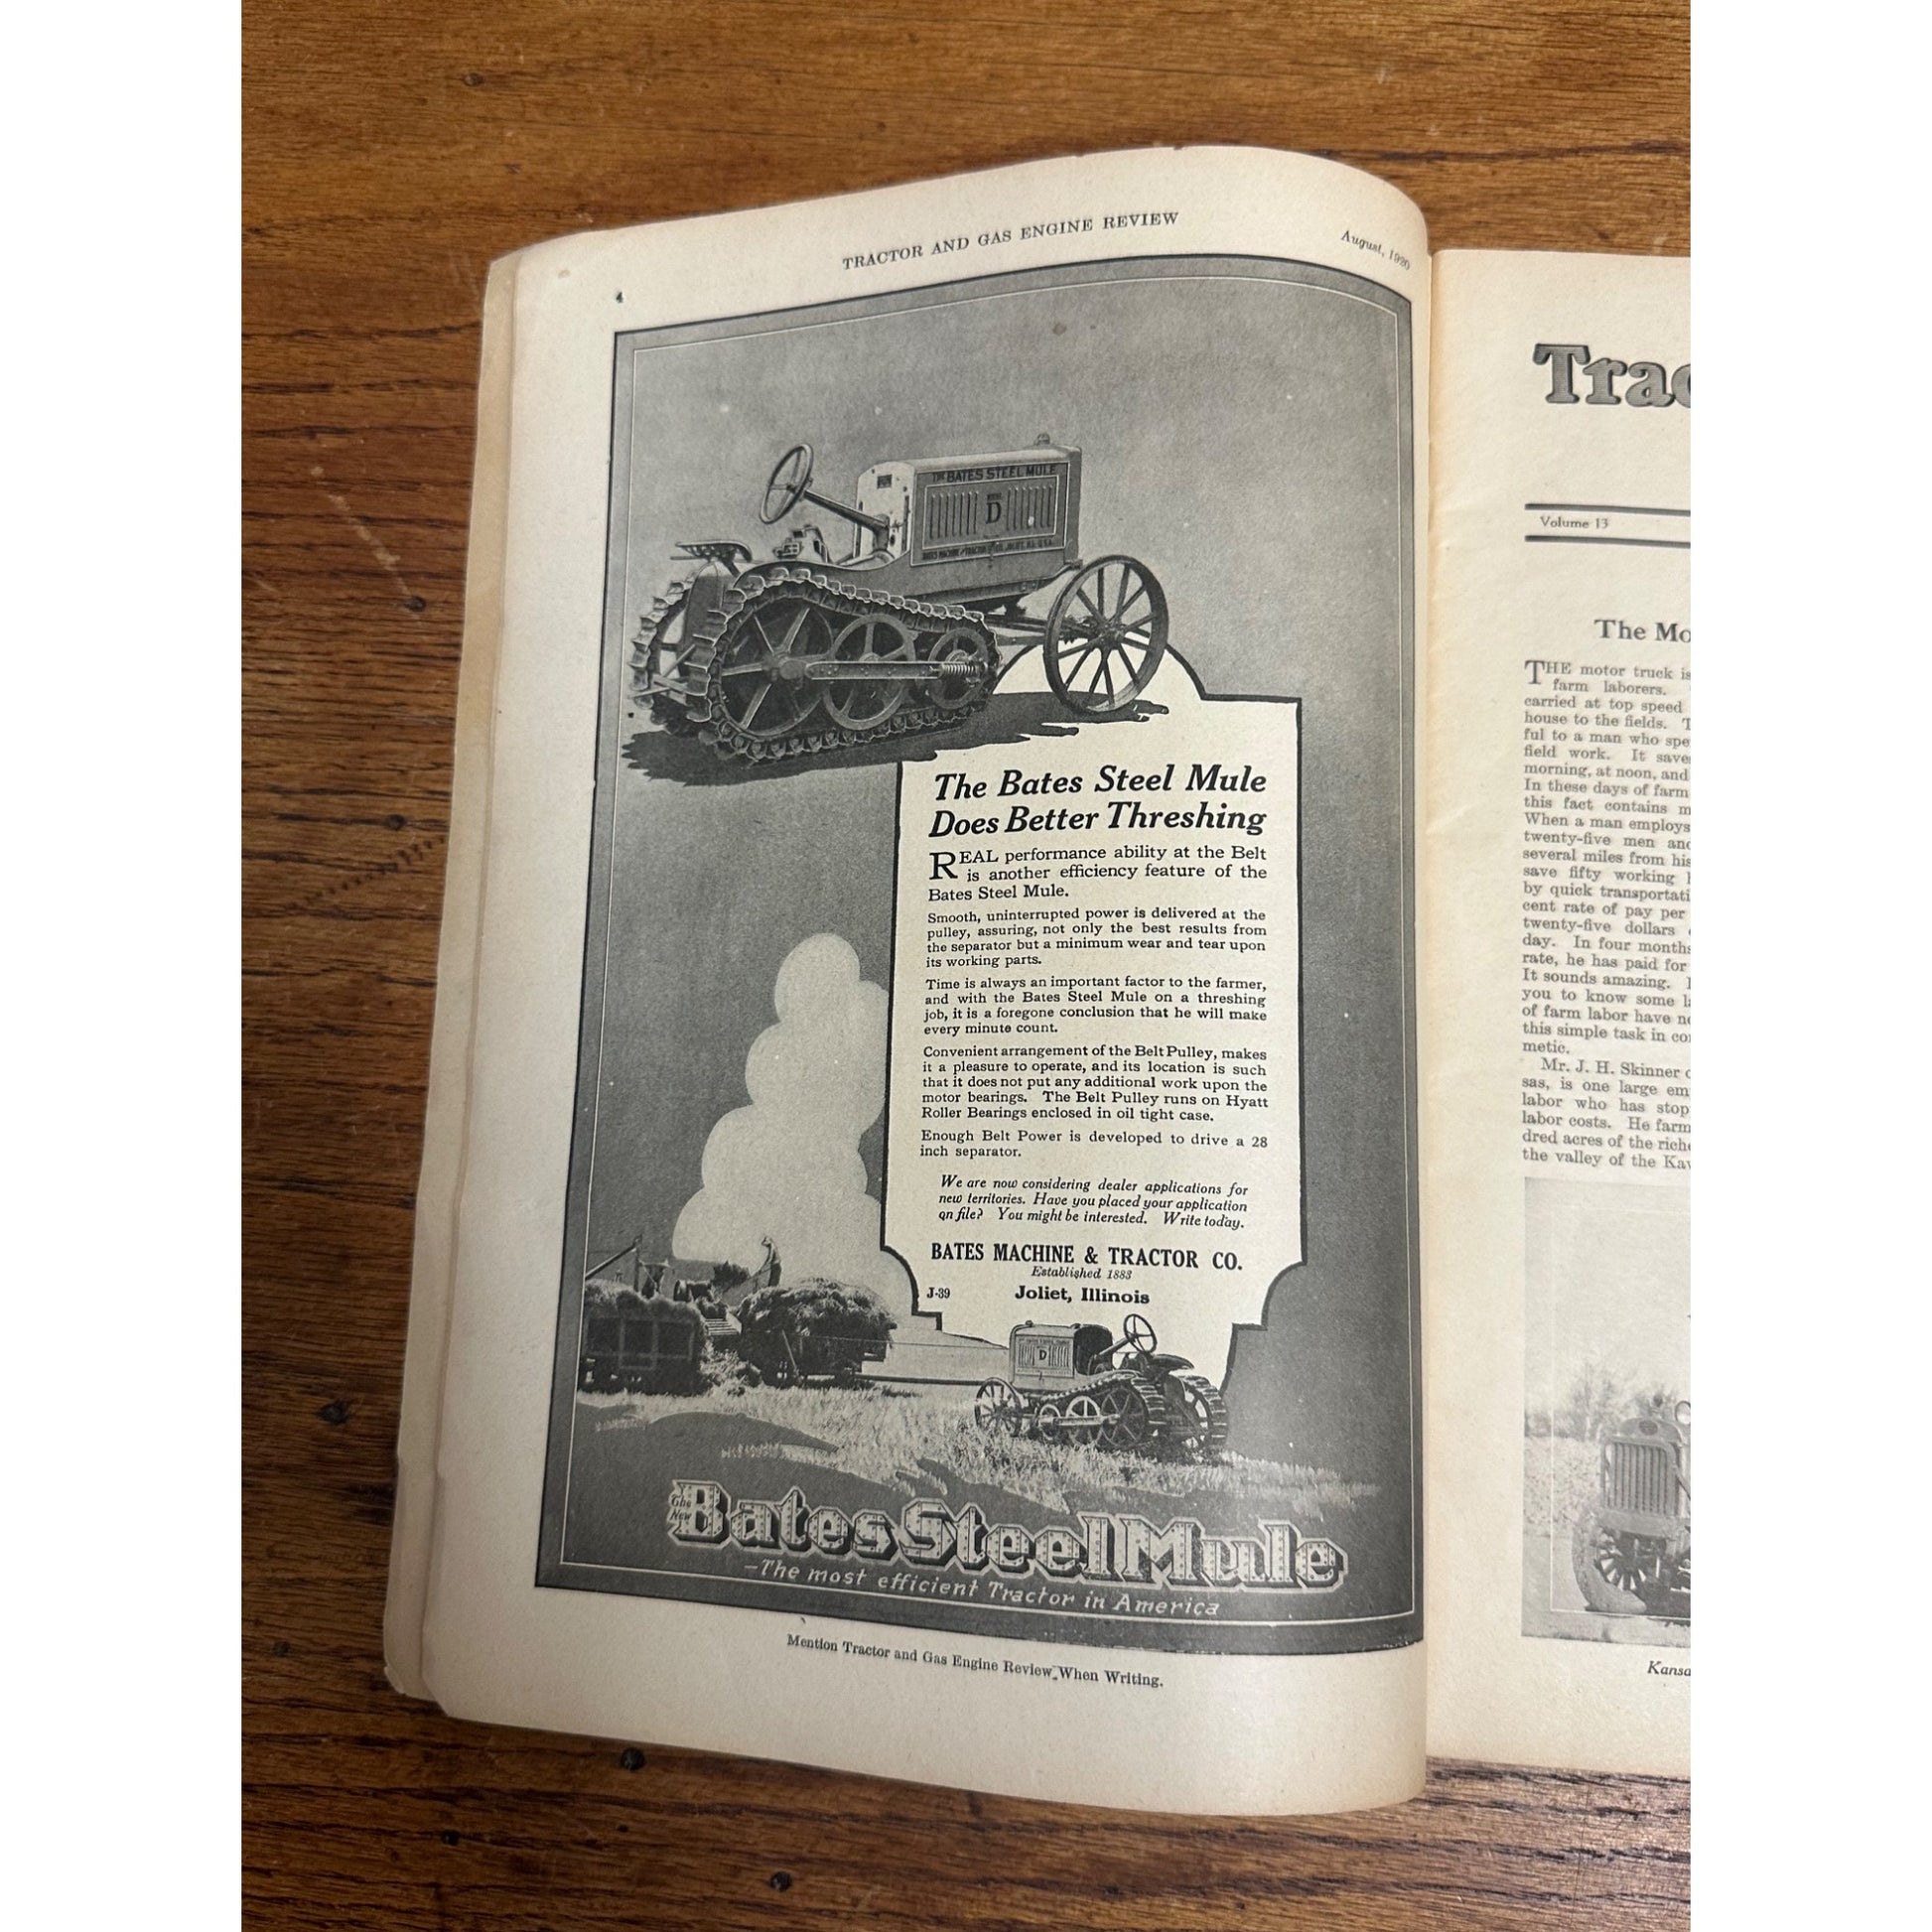 4
TRACTOR AND GAS ENGINE REVIEW
August, 1920
THE BATES STEEL MULE
MODEL
D
The Bates Steel Mule
Does Better Threshing
REAL performance ability at the Belt
is another efficiency feature of the
Bates Steel Mule.
Smooth, uninterrupted power is delivered at the
pulley, assuring, not only the best results from
the separator but a minimum wear and tear upon
its working parts.
Time is always an important factor to the farmer,
and with the Bates Steel Mule on a threshing
job, it is a foregone conclusion that he will make
every minute count.
Convenient arrangement of the Belt Pulley, makes
it a pleasure to operate, and its location is such
that it does not put any additional work upon the
motor bearings. The Belt Pulley runs on Hyatt
Roller Bearings enclosed in oil tight case.
Enough Belt Power is developed to drive a 28
inch separator.
We are now considering dealer applications for
new territories. Have you placed your application
on file? You might be interested. Write today.
BATES MACHINE & TRACTOR CO.
Established 1883
J-39 Joliet, Illinois
D
The New Bates Steel Mule
—The most efficient Tractor in America
Mention Tractor and Gas Engine Review When Writing.
Trac
Volume 13
The Mo
THE motor truck is
farm laborers.
carried at top speed
house to the fields. T
ful to a man who spe
field work. It save
morning, at noon, and
In these days of farm
this fact contains m
When a man employs
twenty-five men and
several miles from his
save fifty working h
by quick transportati
cent rate of pay per
twenty-five dollars
day. In four months
rate, he has paid for
It sounds amazing. I
you to know some la
of farm labor have ne
this simple task in co
metic.
Mr. J. H. Skinner o
sas, is one large em
labor who has stop
labor costs. He farm
dred acres of the riche
the valley of the Kaw
Kansa